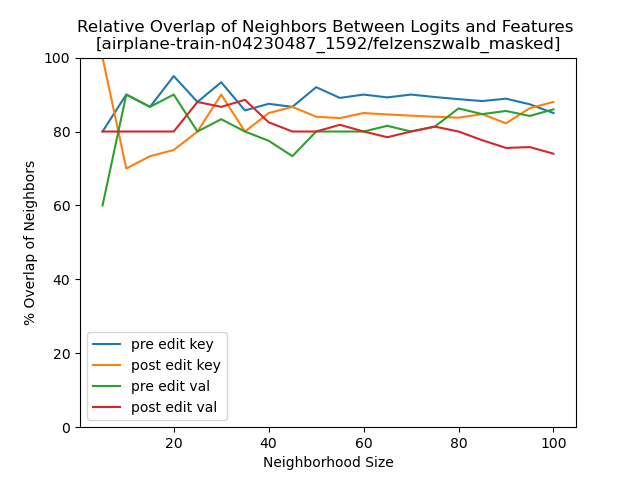 Relative Overlap of Neighbors Between Logits and Features
[airplane-train-n04230487_1592/felzenszwalb_masked]
100
80
60
40
20
0
% Overlap of Neighbors
pre edit key
post edit key
pre edit val
post edit val
20 40 60 80 100
Neighborhood Size